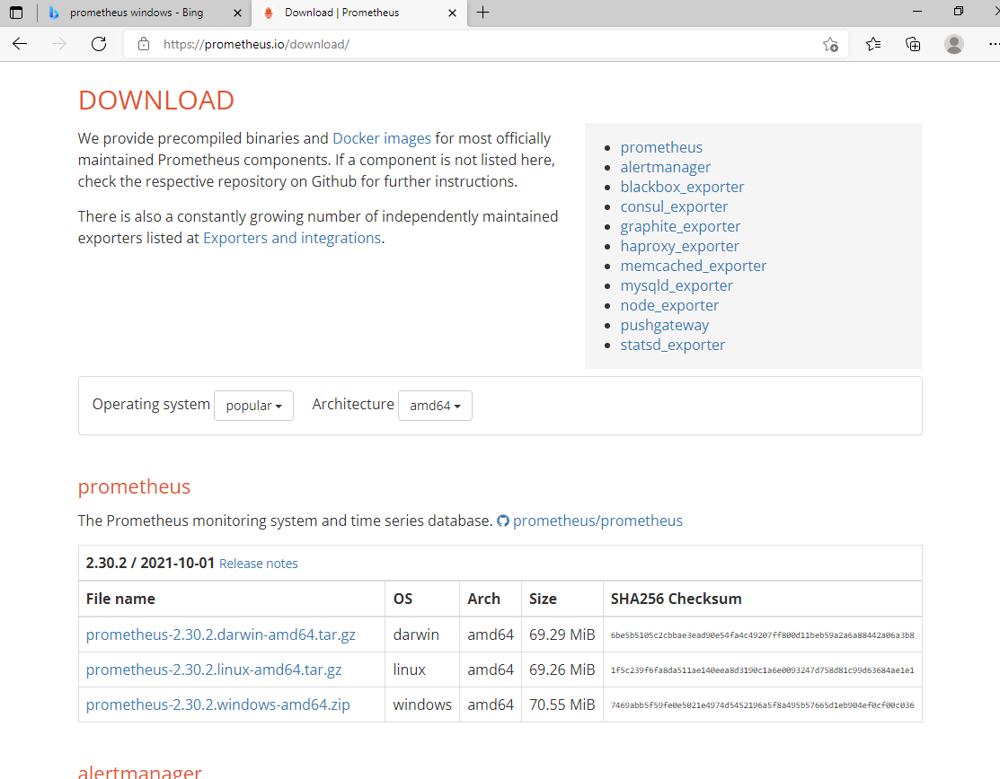 prometheus windows - Bing
Download | Prometheus
https://prometheus.io/download/
DOWNLOAD
We provide precompiled binaries and Docker images for most officially
maintained Prometheus components. If a component is not listed here,
check the respective repository on Github for further instructions.
There is also a constantly growing number of independently maintained
exporters listed at Exporters and integrations.
prometheus
alertmanager
blackbox_exporter
consul_exporter
graphite_exporter
haproxy_exporter
memcached_exporter
mysqld_exporter
node_exporter
pushgateway
statsd_exporter
Operating system popular Architecture amd64
prometheus
The Prometheus monitoring system and time series database. prometheus/prometheus
2.30.2 / 2021-10-01 Release notes
File name OS Arch Size SHA256 Checksum
prometheus-2.30.2.darwin-amd64.tar.gz darwin amd64 69.29 MiB 6be5b5105c2cbbae3ead90e54fa4c49207ff800d11beb59a2a6a88442a06a3b8
prometheus-2.30.2.linux-amd64.tar.gz linux amd64 69.26 MiB 1f5c239f6fa8da511ae140eea8d3190c1a6e0093247d758d81c99d63684ae1e1
prometheus-2.30.2.windows-amd64.zip windows amd64 70.55 MiB 7469abb5f59fe0e5021e4974d5452196a5f8a495b57665d1eb904ef0cf00c036
alertmanager